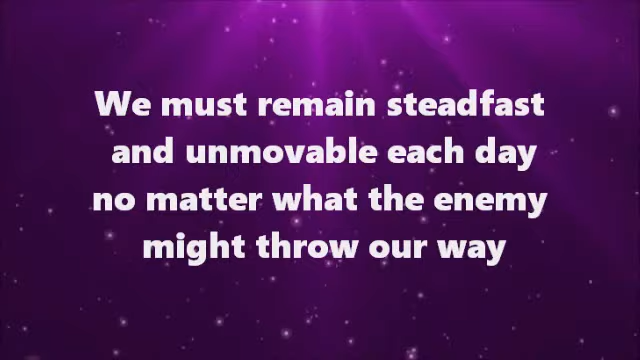 We must remain steadfast
and unmovable each day
no matter what the enemy
might throw our way